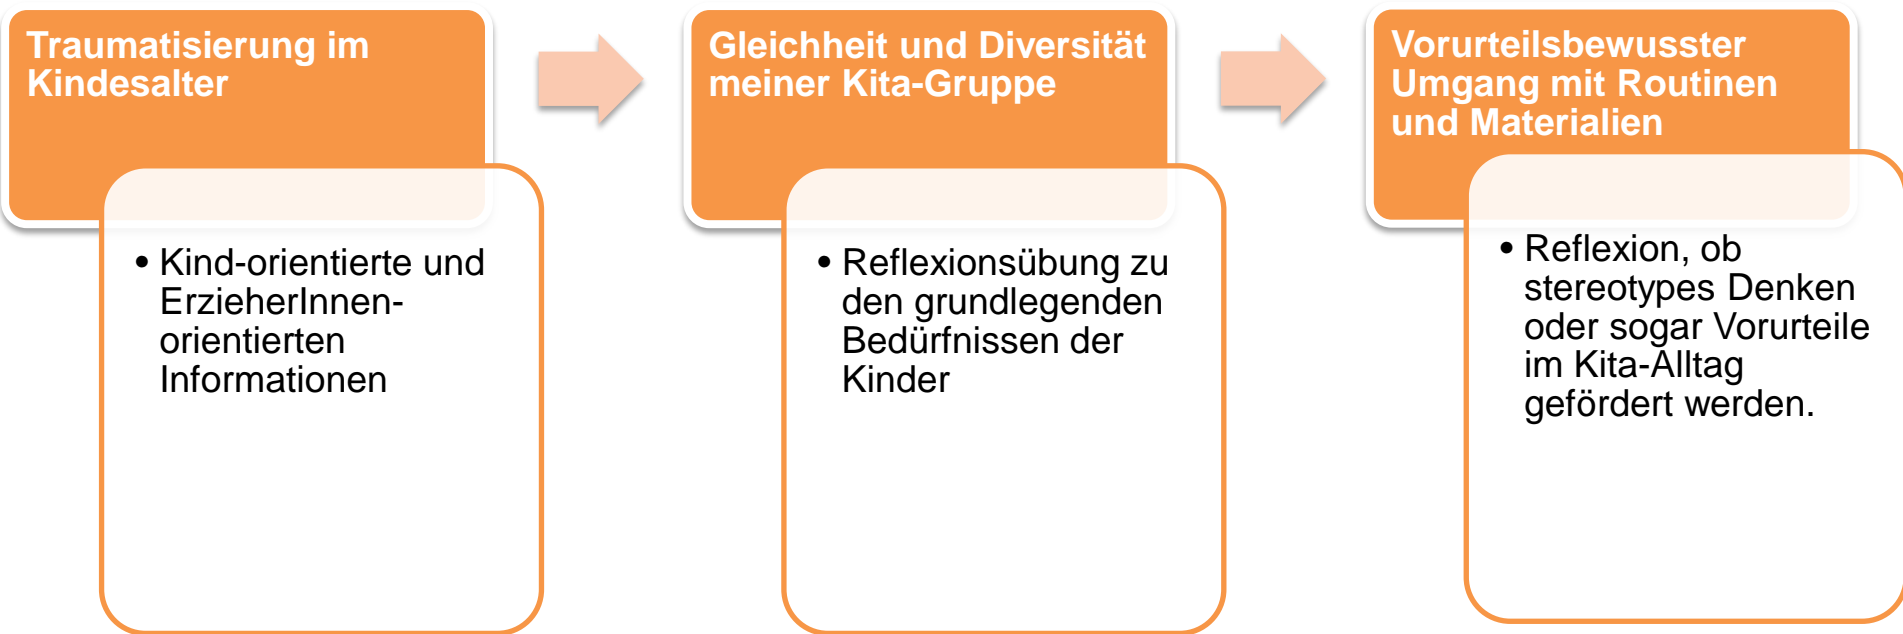 Traumatisierung im
Kindesalter
• Kind-orientierte und
ErzieherInnen-
orientierten
Informationen
Gleichheit und Diversität
meiner Kita-Gruppe
• Reflexionsübung zu
den grundlegenden
Bedürfnissen der
Kinder
Vorurteilsbewusster
Umgang mit Routinen
und Materialien
• Reflexion, ob
stereotypes Denken
oder sogar Vorurteile
im Kita-Alltag
gefördert werden.